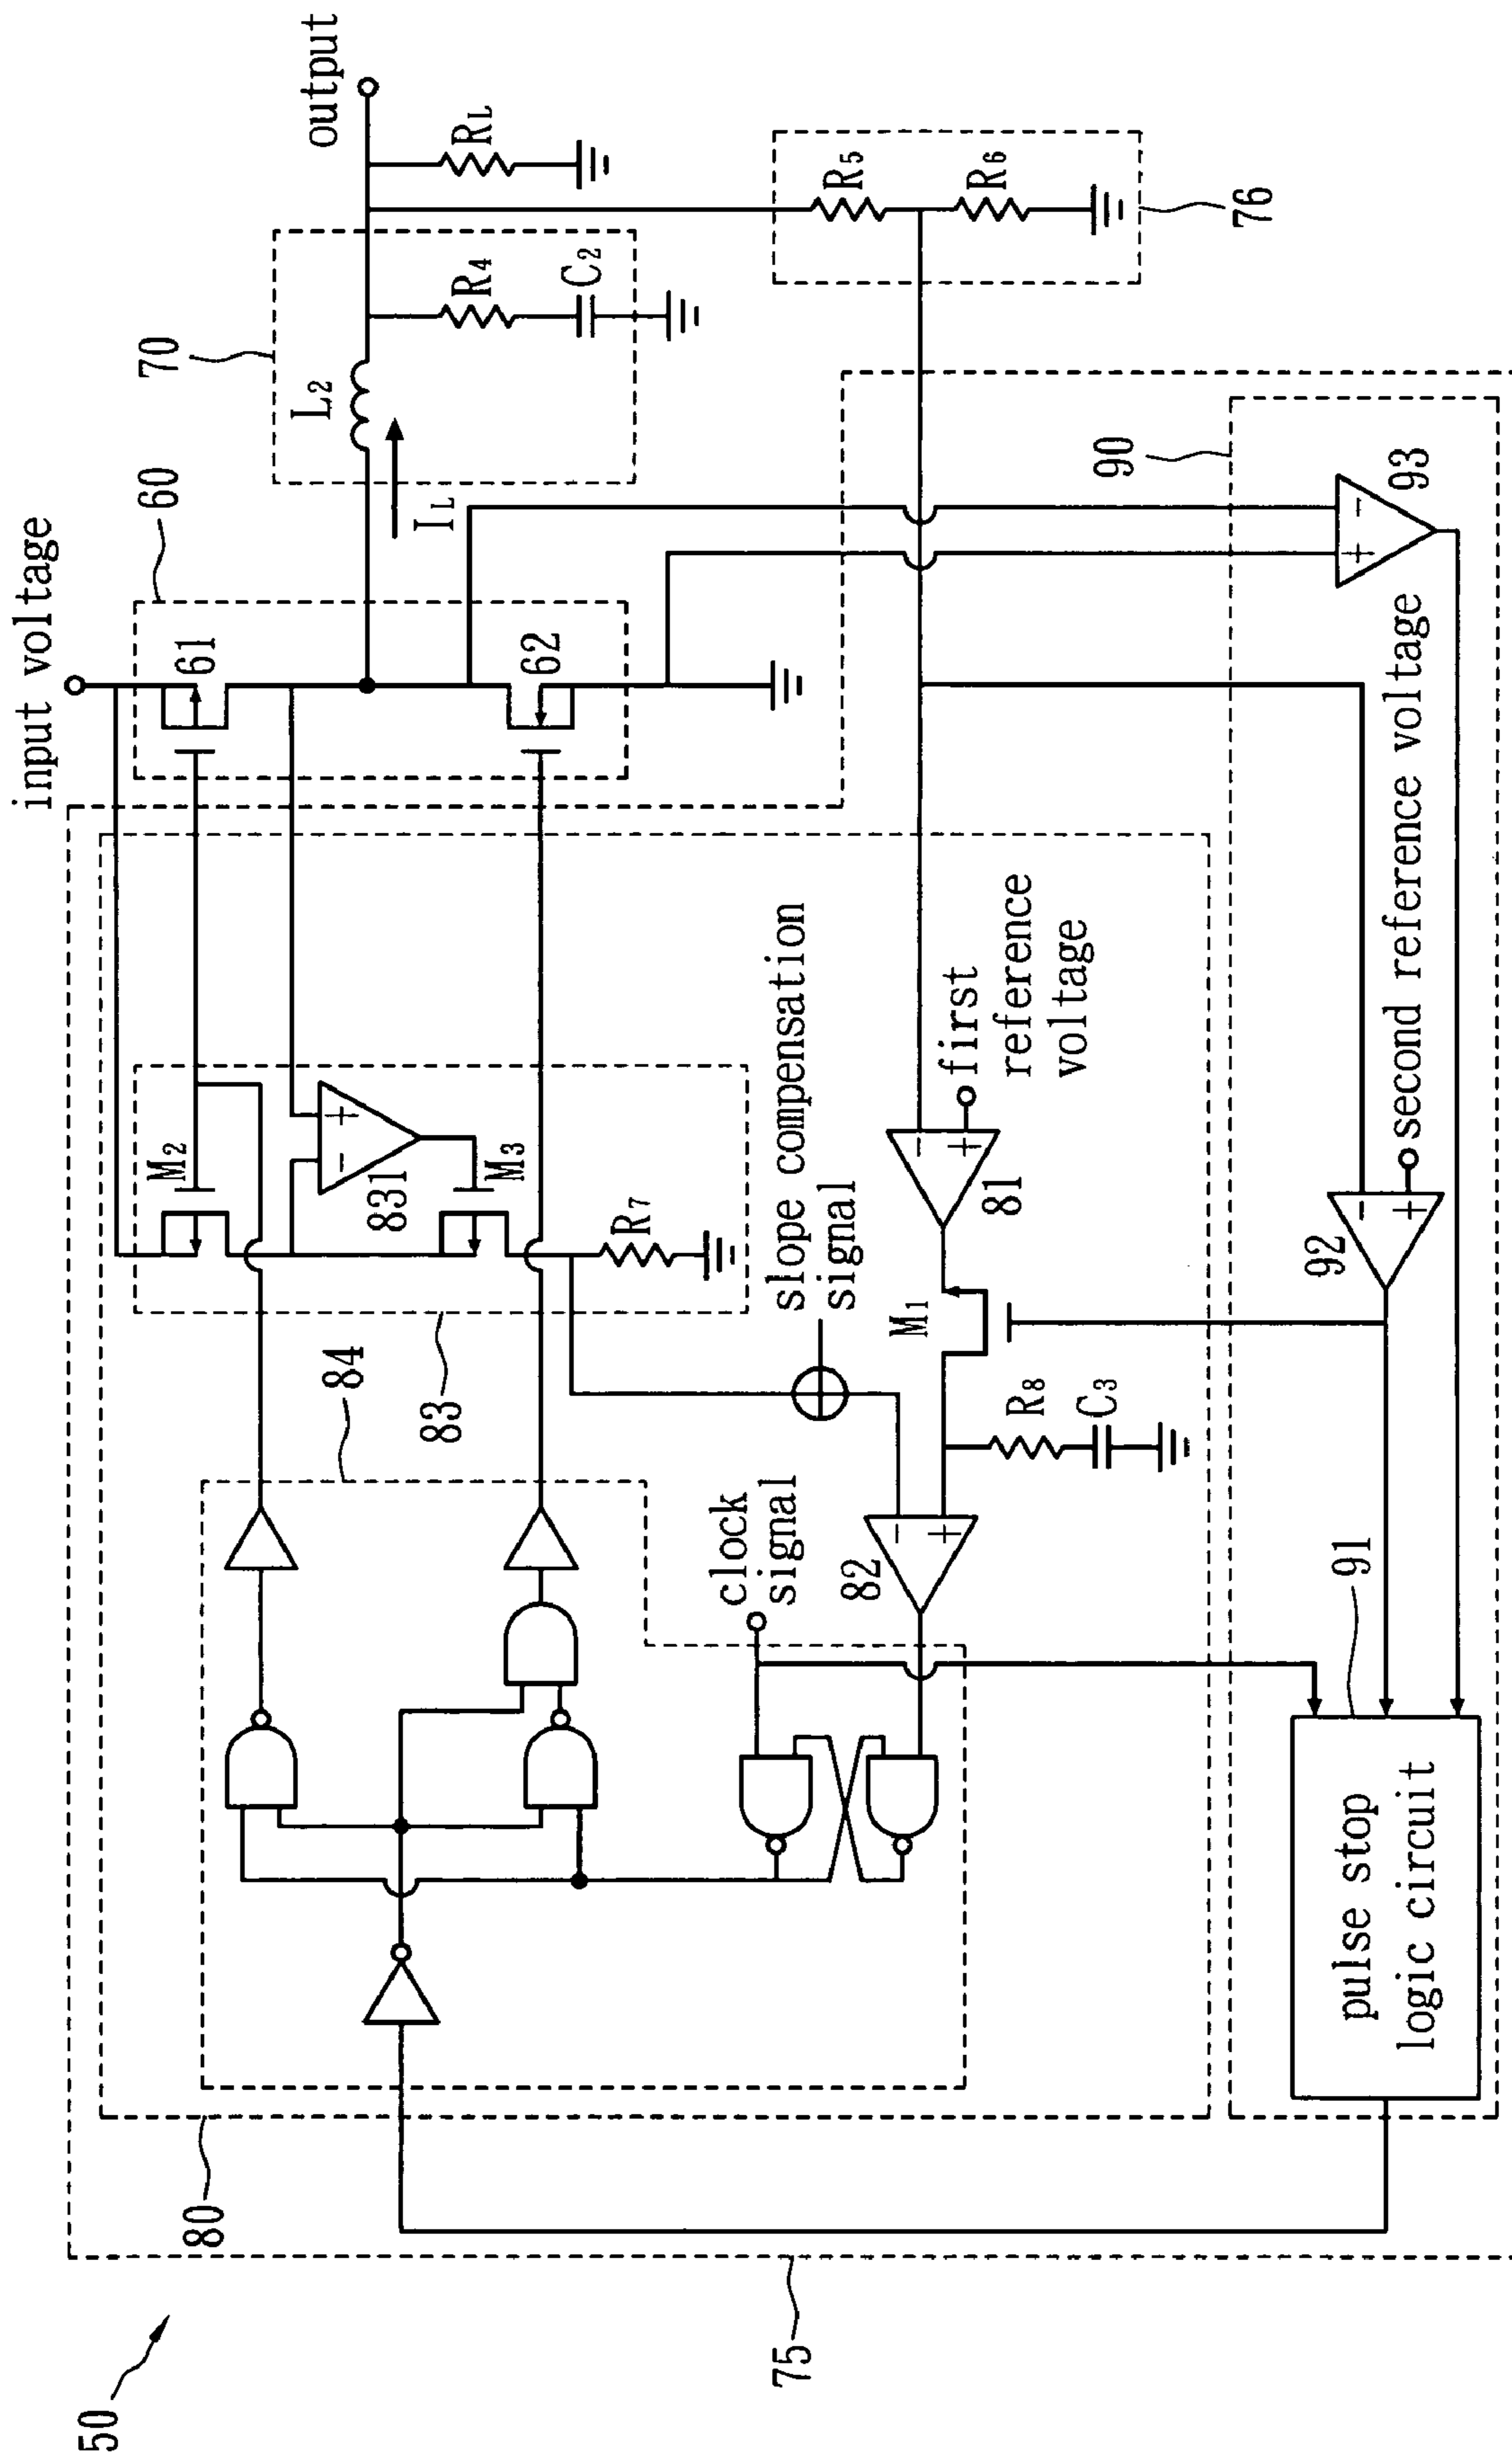 50
75
80
input voltage
60
61
62
70
L₂
I_L
R₄
C₂
output
R_L
R₅
R₆
76
84
83
M₂
+
-
831
M₃
R₇
slope compensation
signal
clock
signal
82
-
+
M₁
R₈
C₃
81
-
+
first
reference
voltage
90
93
+
-
92
-
+
second reference voltage
91
pulse stop
logic circuit